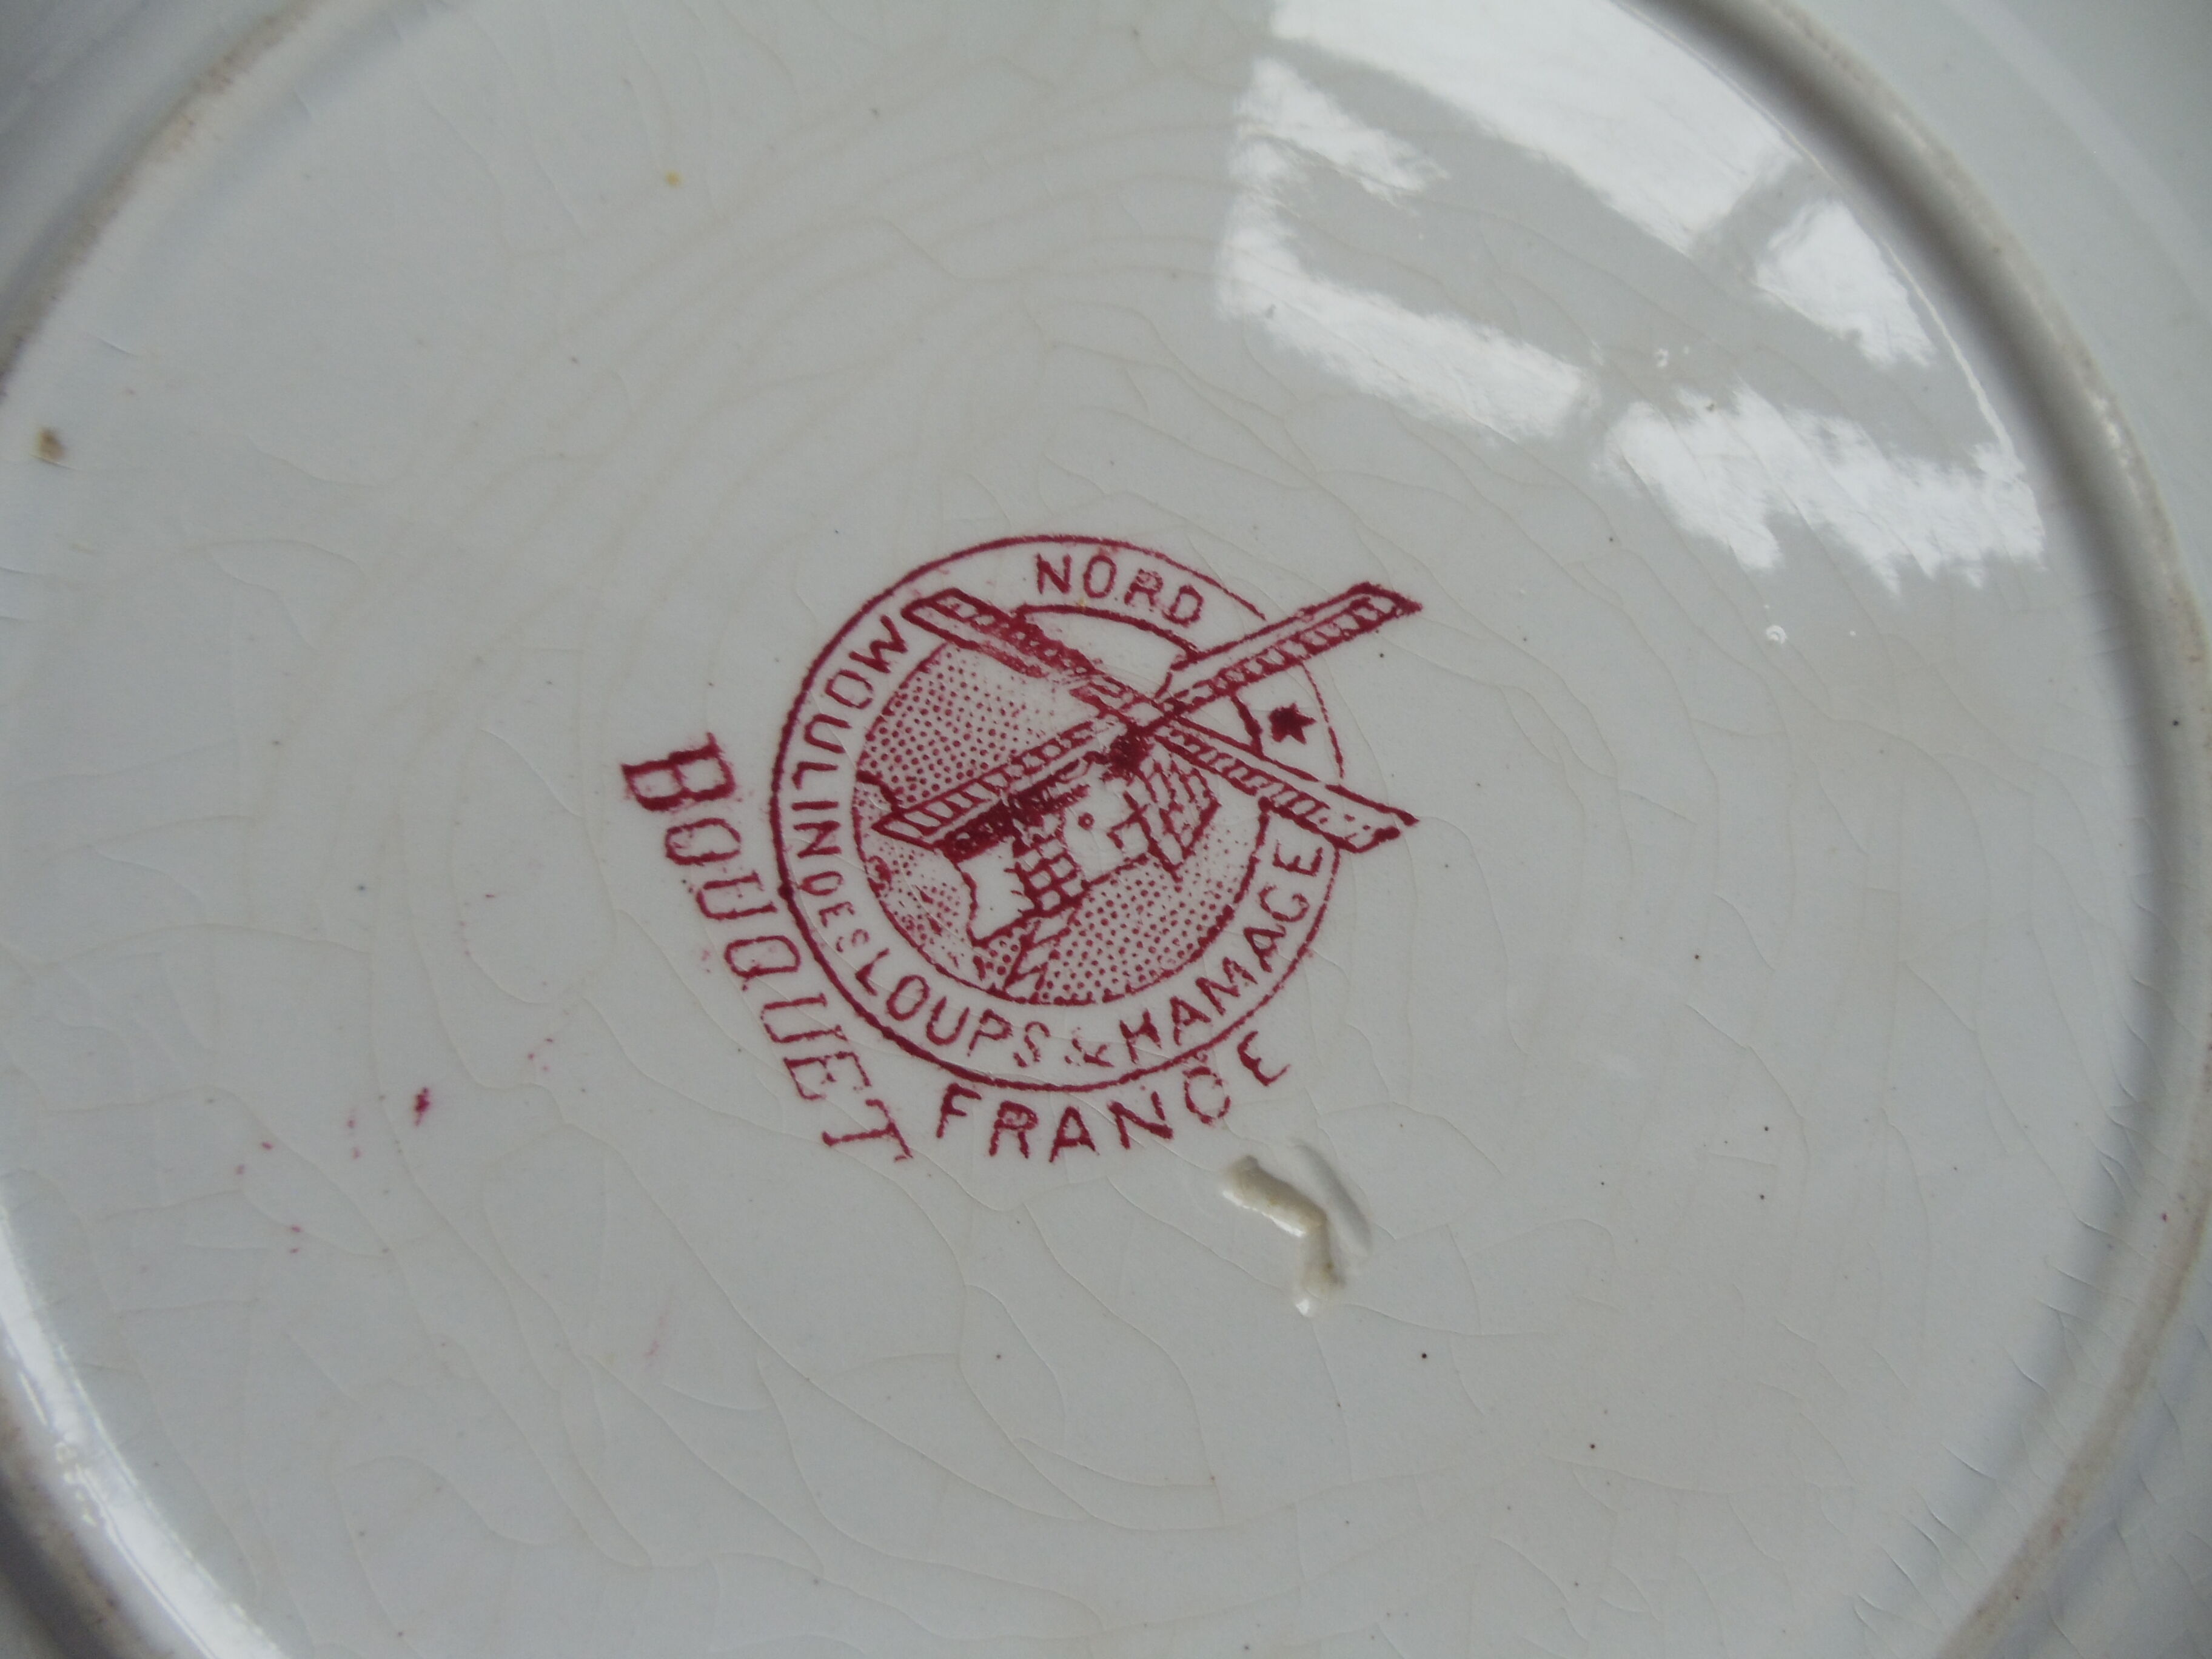 NORD
MOULIN DES LOUPS & HAMAGE
FRANCE
BOUQUET